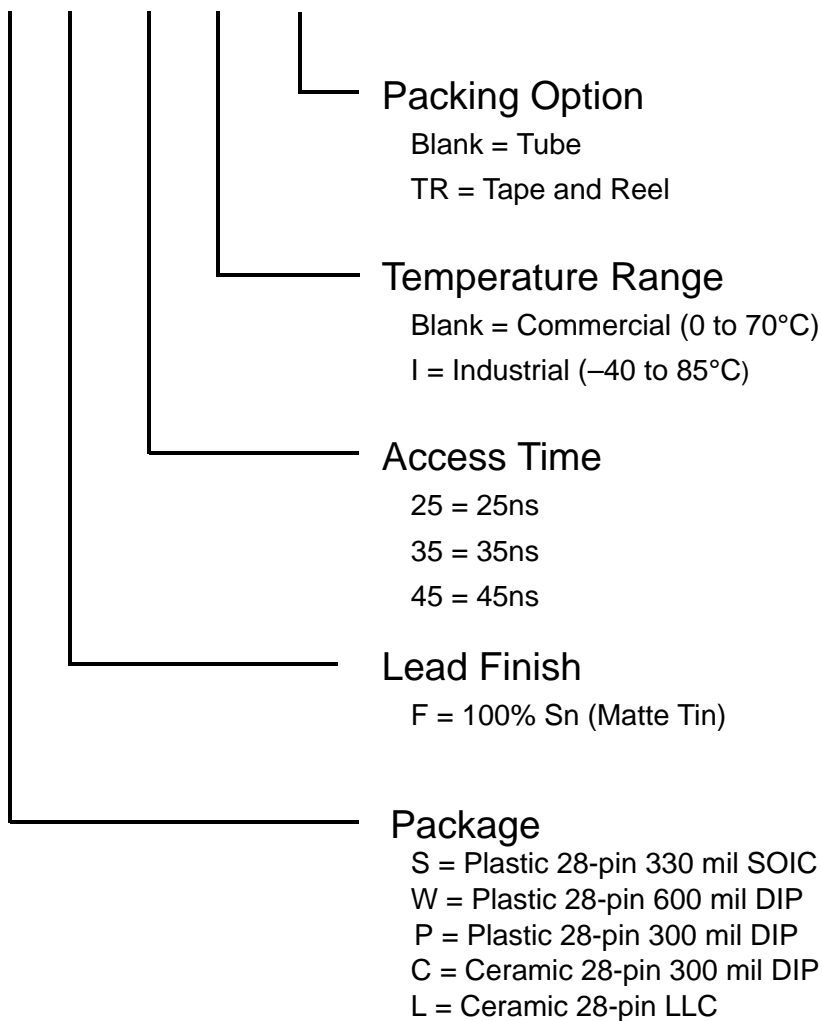 Packing Option
Blank = Tube
TR = Tape and Reel
Temperature Range
Blank = Commercial (0 to 70°C)
I = Industrial (–40 to 85°C)
Access Time
25 = 25ns
35 = 35ns
45 = 45ns
Lead Finish
F = 100% Sn (Matte Tin)
Package
S = Plastic 28-pin 330 mil SOIC
W = Plastic 28-pin 600 mil DIP
P = Plastic 28-pin 300 mil DIP
C = Ceramic 28-pin 300 mil DIP
L = Ceramic 28-pin LLC